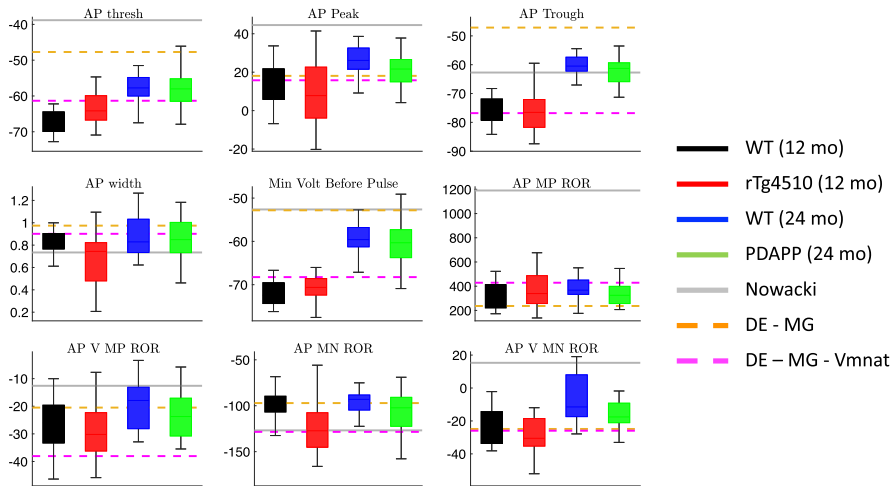 AP thresh
AP Peak
AP Trough
-40
-50
-60
-70
40
20
0
-20
-50
-60
-70
-80
-90
AP width
Min Volt Before Pulse
AP MP ROR
1.2
1
0.8
0.6
0.4
0.2
-50
-60
-70
1200
1000
800
600
400
200
AP V MP ROR
AP MN ROR
AP V MN ROR
-10
-20
-30
-40
-50
-100
-150
20
0
-20
-40
WT (12 mo)
rTg4510 (12 mo)
WT (24 mo)
PDAPP (24 mo)
Nowacki
DE - MG
DE – MG - Vmnat